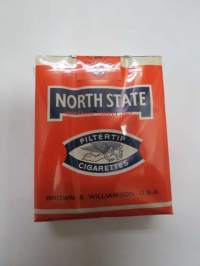 NORTH STATE
FILTERTIP
CIGARETTES
BROWN & WILLIAMSON U.S.A.